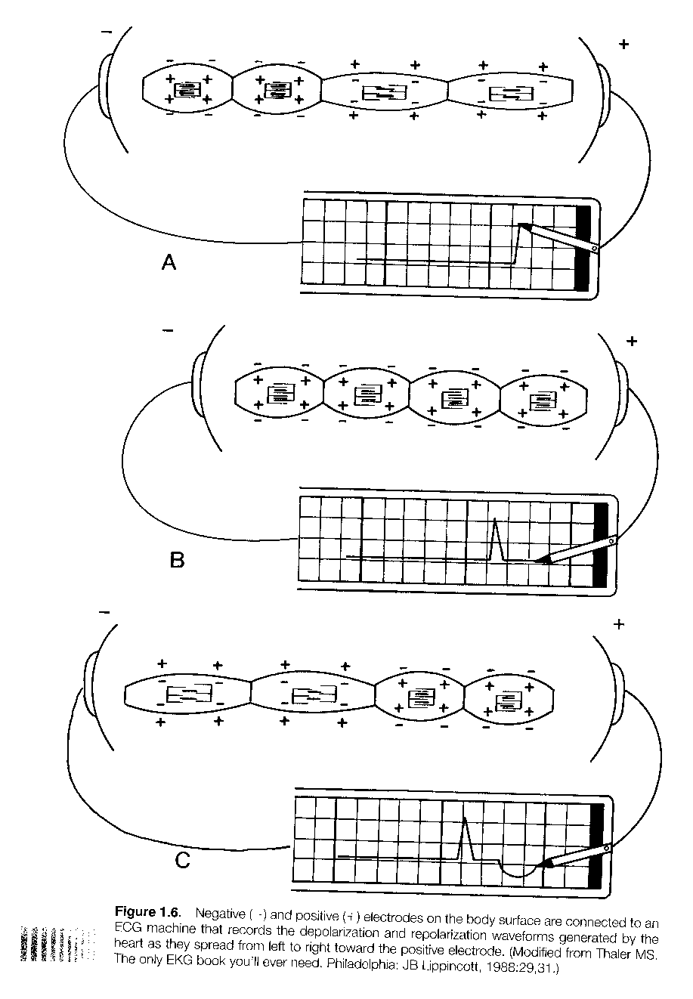 A
B
C
Figure 1.6. Negative (-) and positive (+) electrodes on the body surface are connected to an
ECG machine that records the depolarization and repolarization waveforms generated by the
heart as they spread from left to right toward the positive electrode. (Modified from Thaler MS.
The only EKG book you'll ever need. Philadelphia: JB Lippincott, 1988:29,31.)